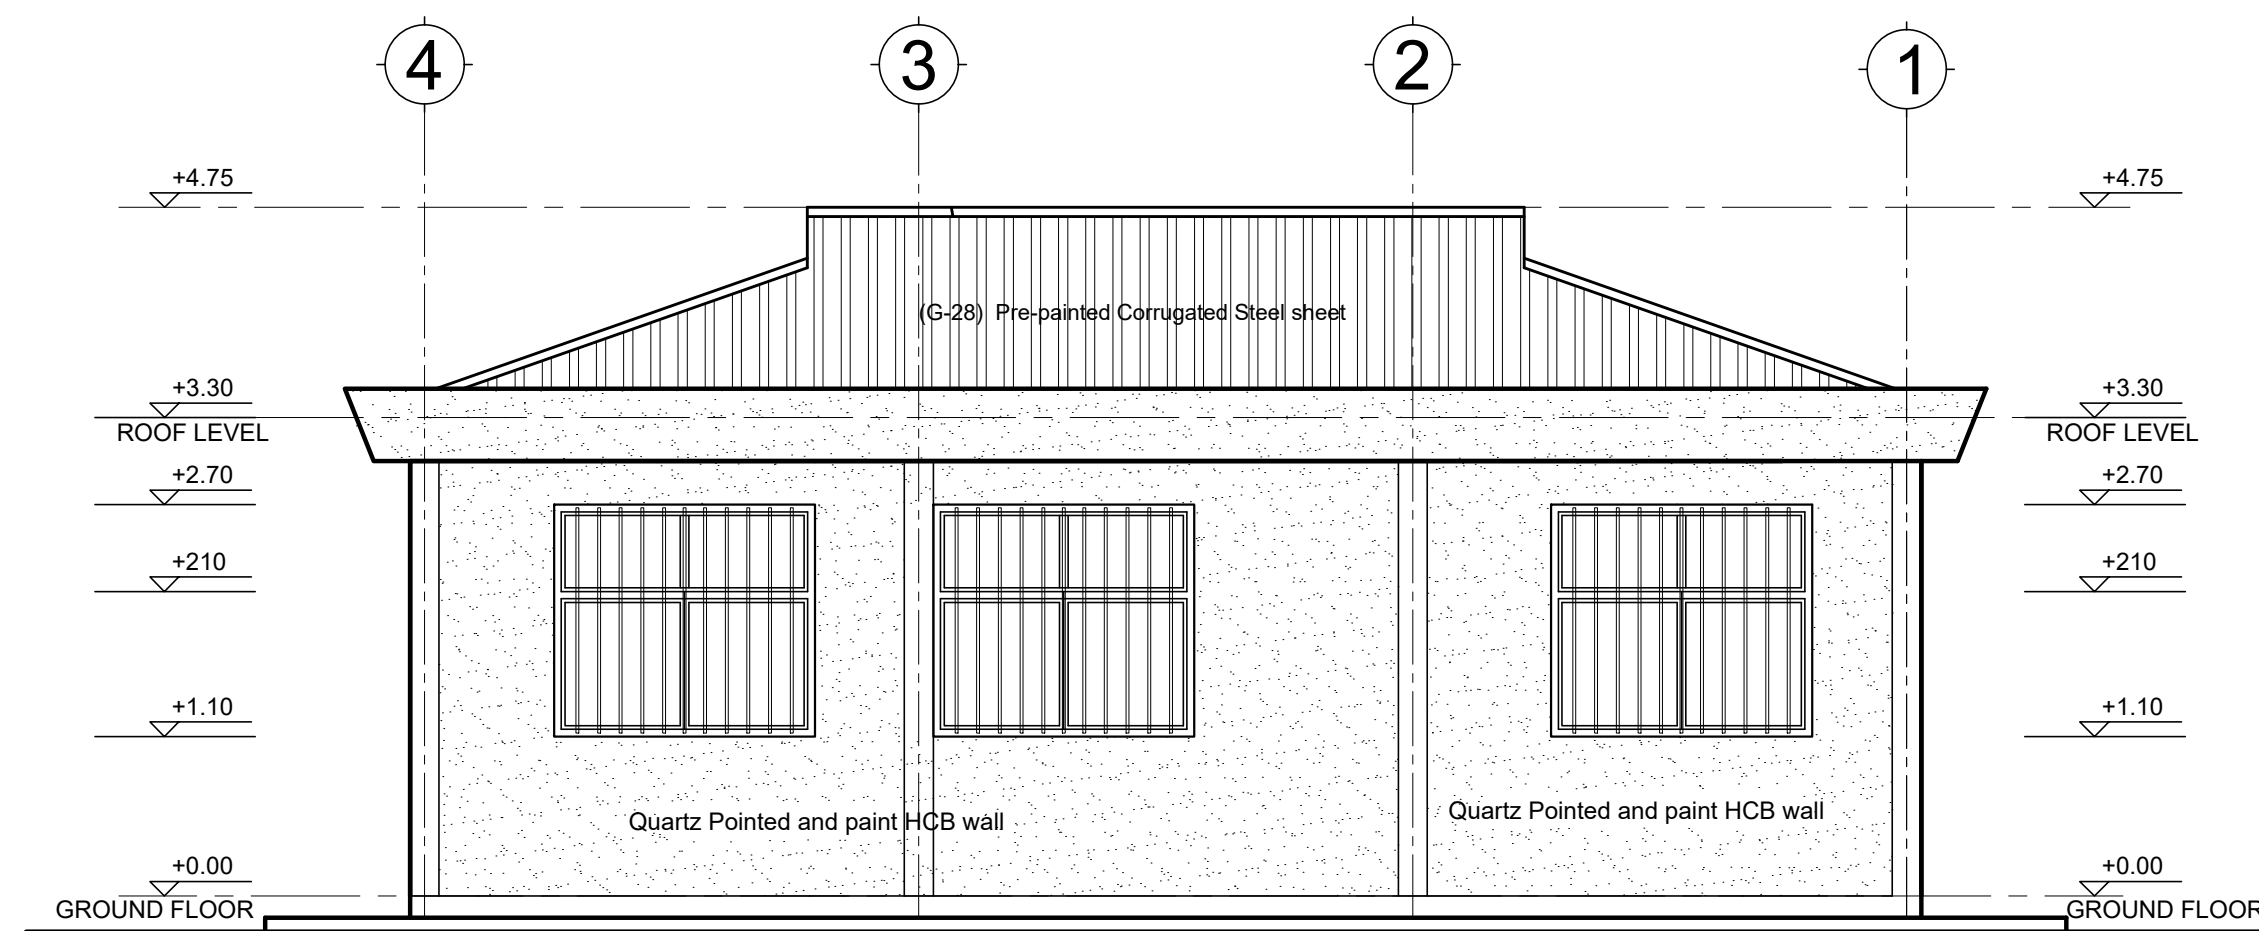 4 3 2 1
+4.75 +4.75
(G-28) Pre-painted Corrugated Steel sheet
+3.30 +3.30
ROOF LEVEL ROOF LEVEL
+2.70 +2.70
+210 +210
+1.10 +1.10
Quartz Pointed and paint HCB wall Quartz Pointed and paint HCB wall
+0.00 +0.00
GROUND FLOOR GROUND FLOOR